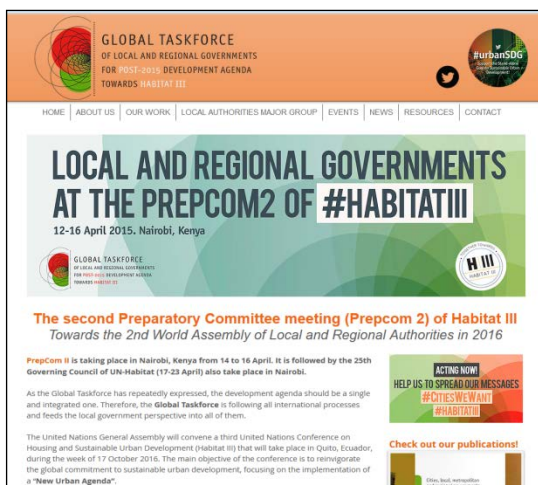 GLOBAL TASKFORCE
OF LOCAL AND REGIONAL GOVERNMENTS
FOR POST-2015 DEVELOPMENT AGENDA
TOWARDS HABITAT III
#urbanSDG
HOME ABOUT US OUR WORK LOCAL AUTHORITIES MAJOR GROUP EVENTS NEWS RESOURCES CONTACT
LOCAL AND REGIONAL GOVERNMENTS
AT THE PREPCOM2 OF #HABITATIII
12-16 April 2015. Nairobi, Kenya
GLOBAL TASKFORCE
OF LOCAL AND REGIONAL GOVERNMENTS
FOR POST-2015 DEVELOPMENT AGENDA
TOWARDS HABITAT III
H III
HABITAT III
The second Preparatory Committee meeting (Prepcom 2) of Habitat III
Towards the 2nd World Assembly of Local and Regional Authorities in 2016
PrepCom II is taking place in Nairobi, Kenya from 14 to 16 April. It is followed by the 25th
Governing Council of UN-Habitat (17-23 April) also take place in Nairobi.
As the Global Taskforce has repeatedly expressed, the development agenda should be a single
and integrated one. Therefore, the Global Taskforce is following all international processes
and feeds the local government perspective into all of them.
The United Nations General Assembly will convene a third United Nations Conference on
Housing and Sustainable Urban Development (Habitat III) that will take place in Quito, Ecuador,
during the week of 17 October 2016. The main objective of the conference is to reinvigorate
the global commitment to sustainable urban development, focusing on the implementation of
a "New Urban Agenda".
ACTING NOW!
HELP US TO SPREAD OUR MESSAGES
#CITIESWEWANT
#HABITATIII
Check out our publications!
Cities, local, metropolitan